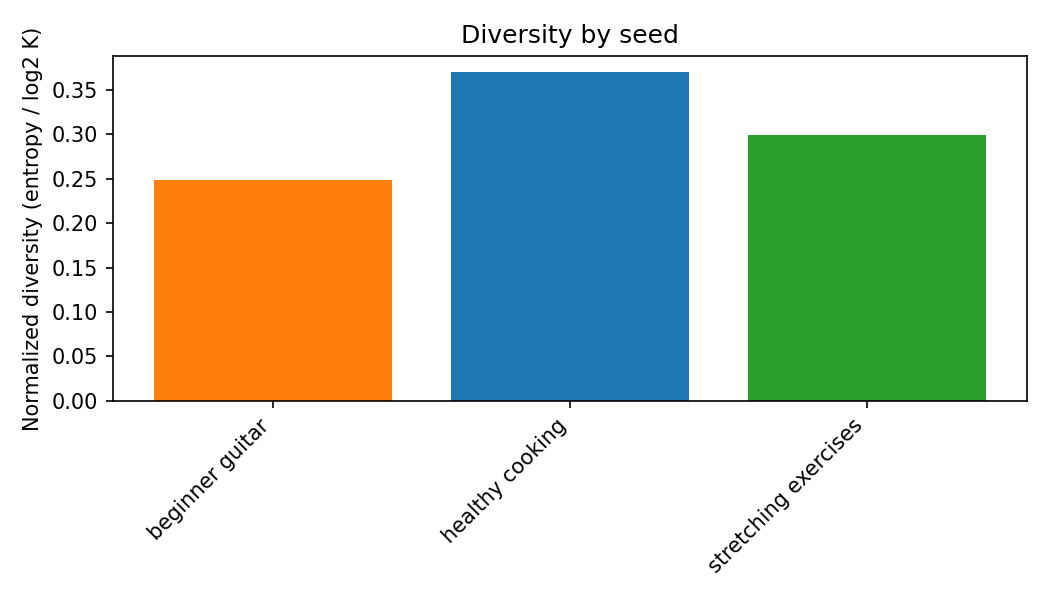 Diversity by seed
Normalized diversity (entropy / log2 K)
0.35
0.30
0.25
0.20
0.15
0.10
0.05
0.00
beginner guitar
healthy cooking
stretching exercises